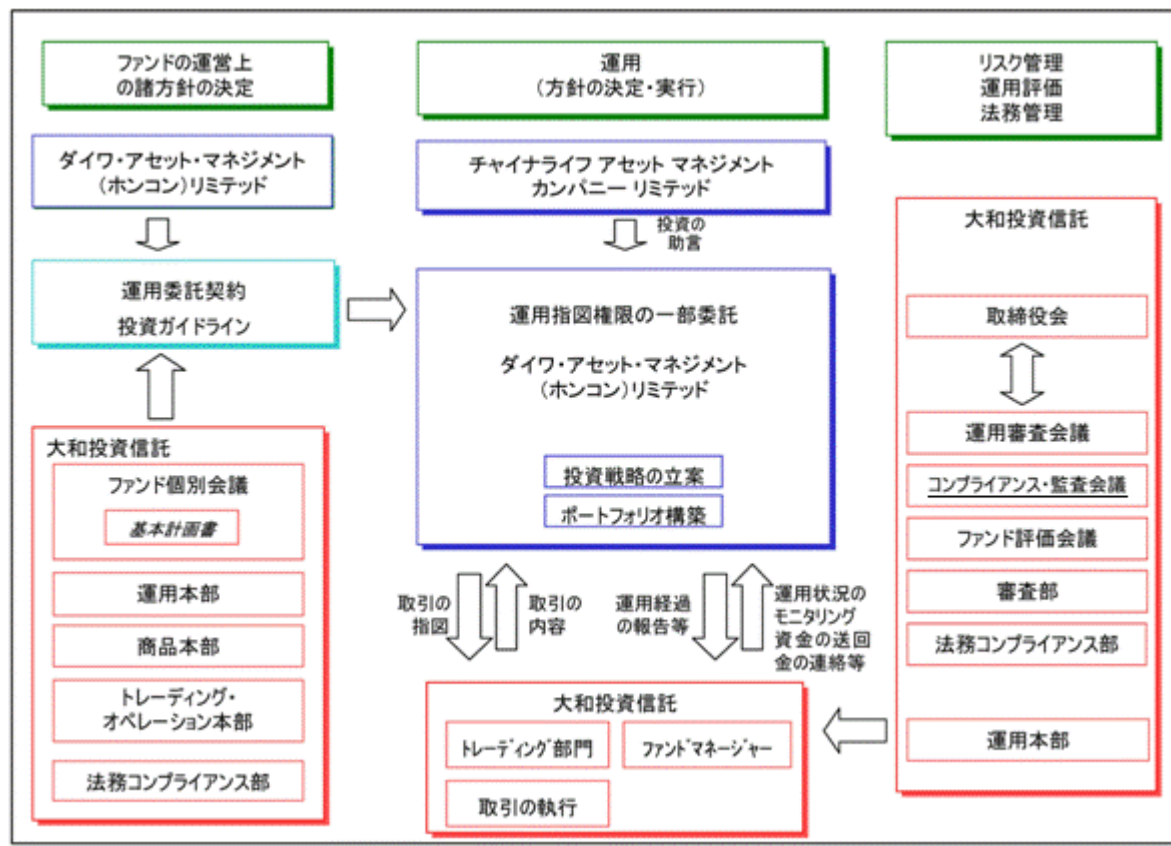 ファンドの運営上
の諸方針の決定
運用
(方針の決定・実行)
リスク管理
運用評価
法務管理
ダイワ・アセット・マネジメント
(ホンコン)リミテッド
チャイナライフ アセット マネジメント
カンパニー リミテッド
投資の
助言
運用委託契約
投資ガイドライン
運用指図権限の一部委託
ダイワ・アセット・マネジメント
(ホンコン)リミテッド
投資戦略の立案
ポートフォリオ構築
大和投資信託
ファンド個別会議
基本計画書
運用本部
商品本部
トレーディング・
オペレーション本部
法務コンプライアンス部
取引の
指図
取引の
内容
運用経過
の報告等
運用状況の
モニタリング
資金の送回
金の連絡等
大和投資信託
トレーディング部門
ファンドマネージャー
取引の執行
大和投資信託
取締役会
運用審査会議
コンプライアンス・監査会議
ファンド評価会議
審査部
法務コンプライアンス部
運用本部